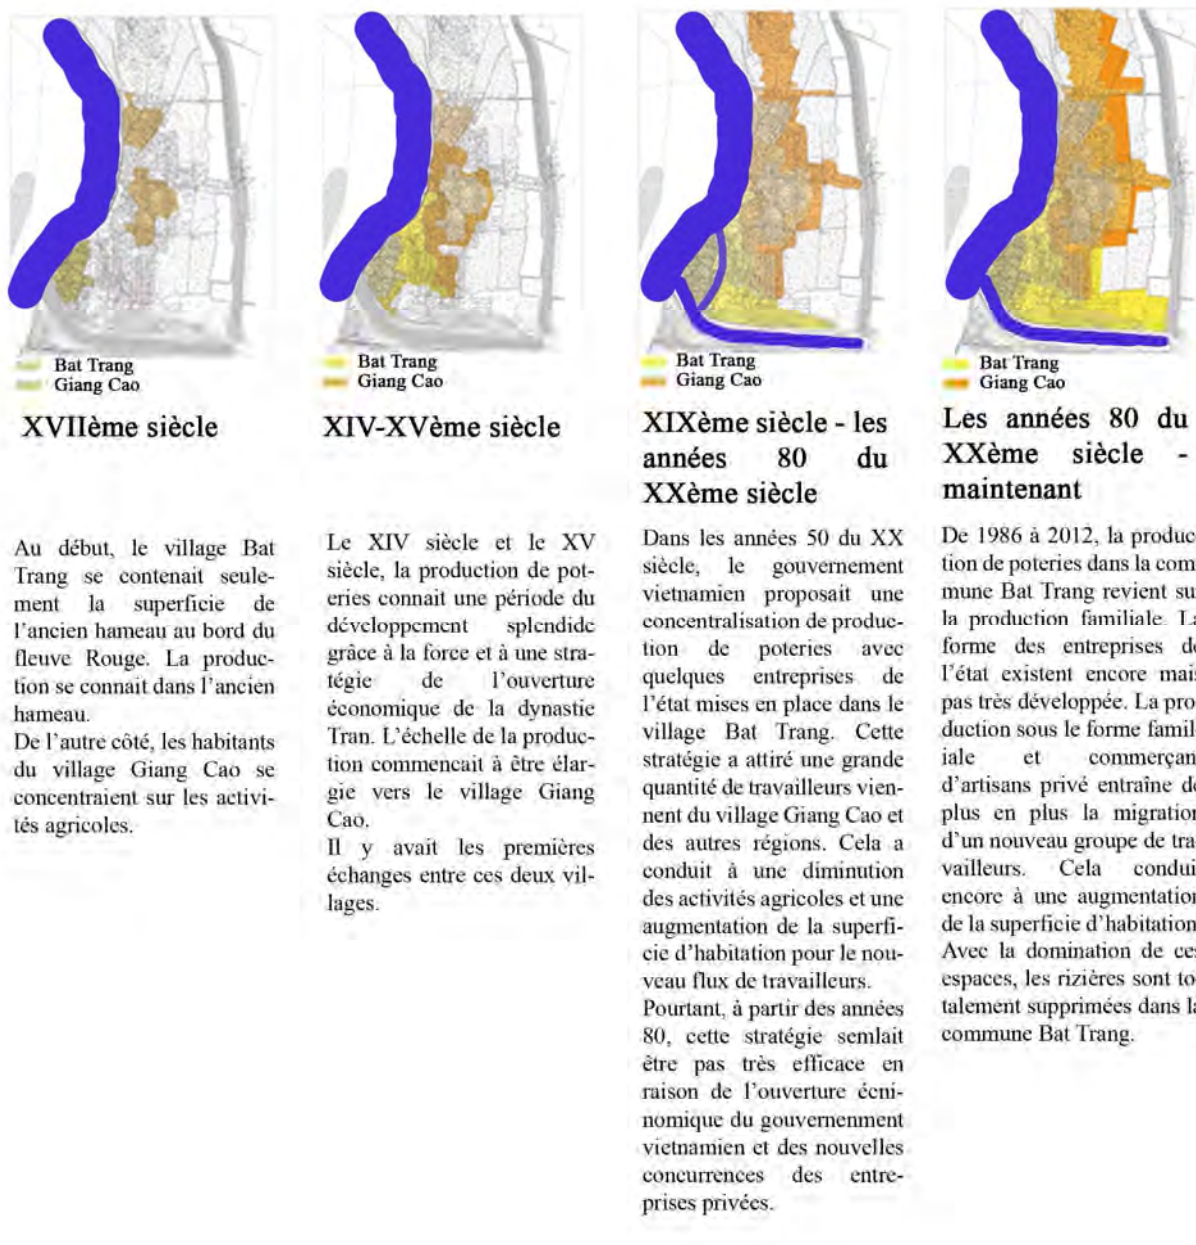 Bat Trang
Giang Cao
XVIIème siècle
Au début, le village Bat
Trang se contenait seule-
ment la superficie de
l'ancien hameau au bord du
fleuve Rouge. La produc-
tion se connait dans l'ancien
hameau.
De l'autre côté, les habitants
du village Giang Cao se
concentraient sur les activi-
tés agricoles.
Bat Trang
Giang Cao
XIV-XVème siècle
Le XIV siècle et le XV
siècle, la production de pot-
eries connait une période du
développement splendide
grâce à la force et à une stra-
tégie de l'ouverture
économique de la dynastie
Tran. L'échelle de la produc-
tion commencait à être élar-
gie vers le village Giang
Cao.
Il y avait les premières
échanges entre ces deux vil-
lages.
Bat Trang
Giang Cao
XIXème siècle - les
années 80 du
XXème siècle
Dans les années 50 du XX
siècle, le gouvernement
vietnamien proposait une
concentralisation de produc-
tion de poteries avec
quelques entreprises de
l'état mises en place dans le
village Bat Trang. Cette
stratégie a attiré une grande
quantité de travailleurs vien-
nent du village Giang Cao et
des autres régions. Cela a
conduit à une diminution
des activités agricoles et une
augmentation de la superfi-
cie d'habitation pour le nou-
veau flux de travailleurs.
Pourtant, à partir des années
80, cette stratégie semlait
être pas très efficace en
raison de l'ouverture écni-
nomique du gouvernenment
vietnamien et des nouvelles
concurrences des entre-
prises privées.
Bat Trang
Giang Cao
Les années 80 du
XXème siècle -
maintenant
De 1986 à 2012, la produc
tion de poteries dans la com
mune Bat Trang revient su
la production familiale. La
forme des entreprises de
l'état existent encore mais
pas très développée. La pro
duction sous le forme famil
iale et commerçan
d'artisans privé entraîne de
plus en plus la migration
d'un nouveau groupe de tra
vailleurs. Cela condui
encore à une augmentation
de la superficie d'habitation
Avec la domination de ces
espaces, les rizières sont to
talement supprimées dans la
commune Bat Trang.